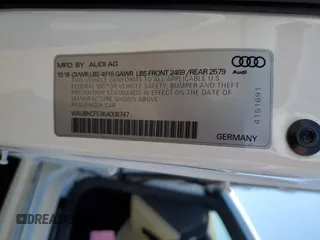 MFD BY AUDI AG
10/16 GVWR LBS 4916 GAWR LBS FRONT 2469 /REAR 2579
THIS VEHICLE CONFORMS TO ALL APPLICABLE U.S.
FEDERAL MOTOR VEHICLE SAFETY, BUMPER AND THEFT
PREVENTION STANDARDS IN EFFECT ON THE DATE OF
MANUFACTURE SHOWN ABOVE.
PASSENGER CAR
Audi
4151691
GERMANY